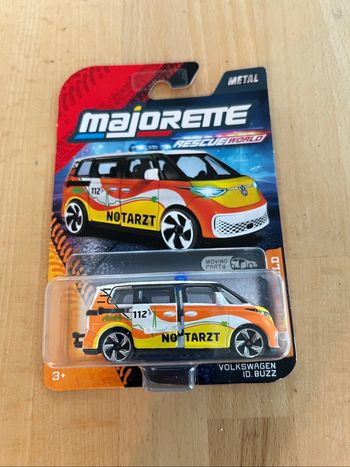 METAL
majorette
RESCUE WORLD
112
NOTARZT
MOVING
PARTS
112
NOTARZT
3+
VOLKSWAGEN
ID. BUZZ